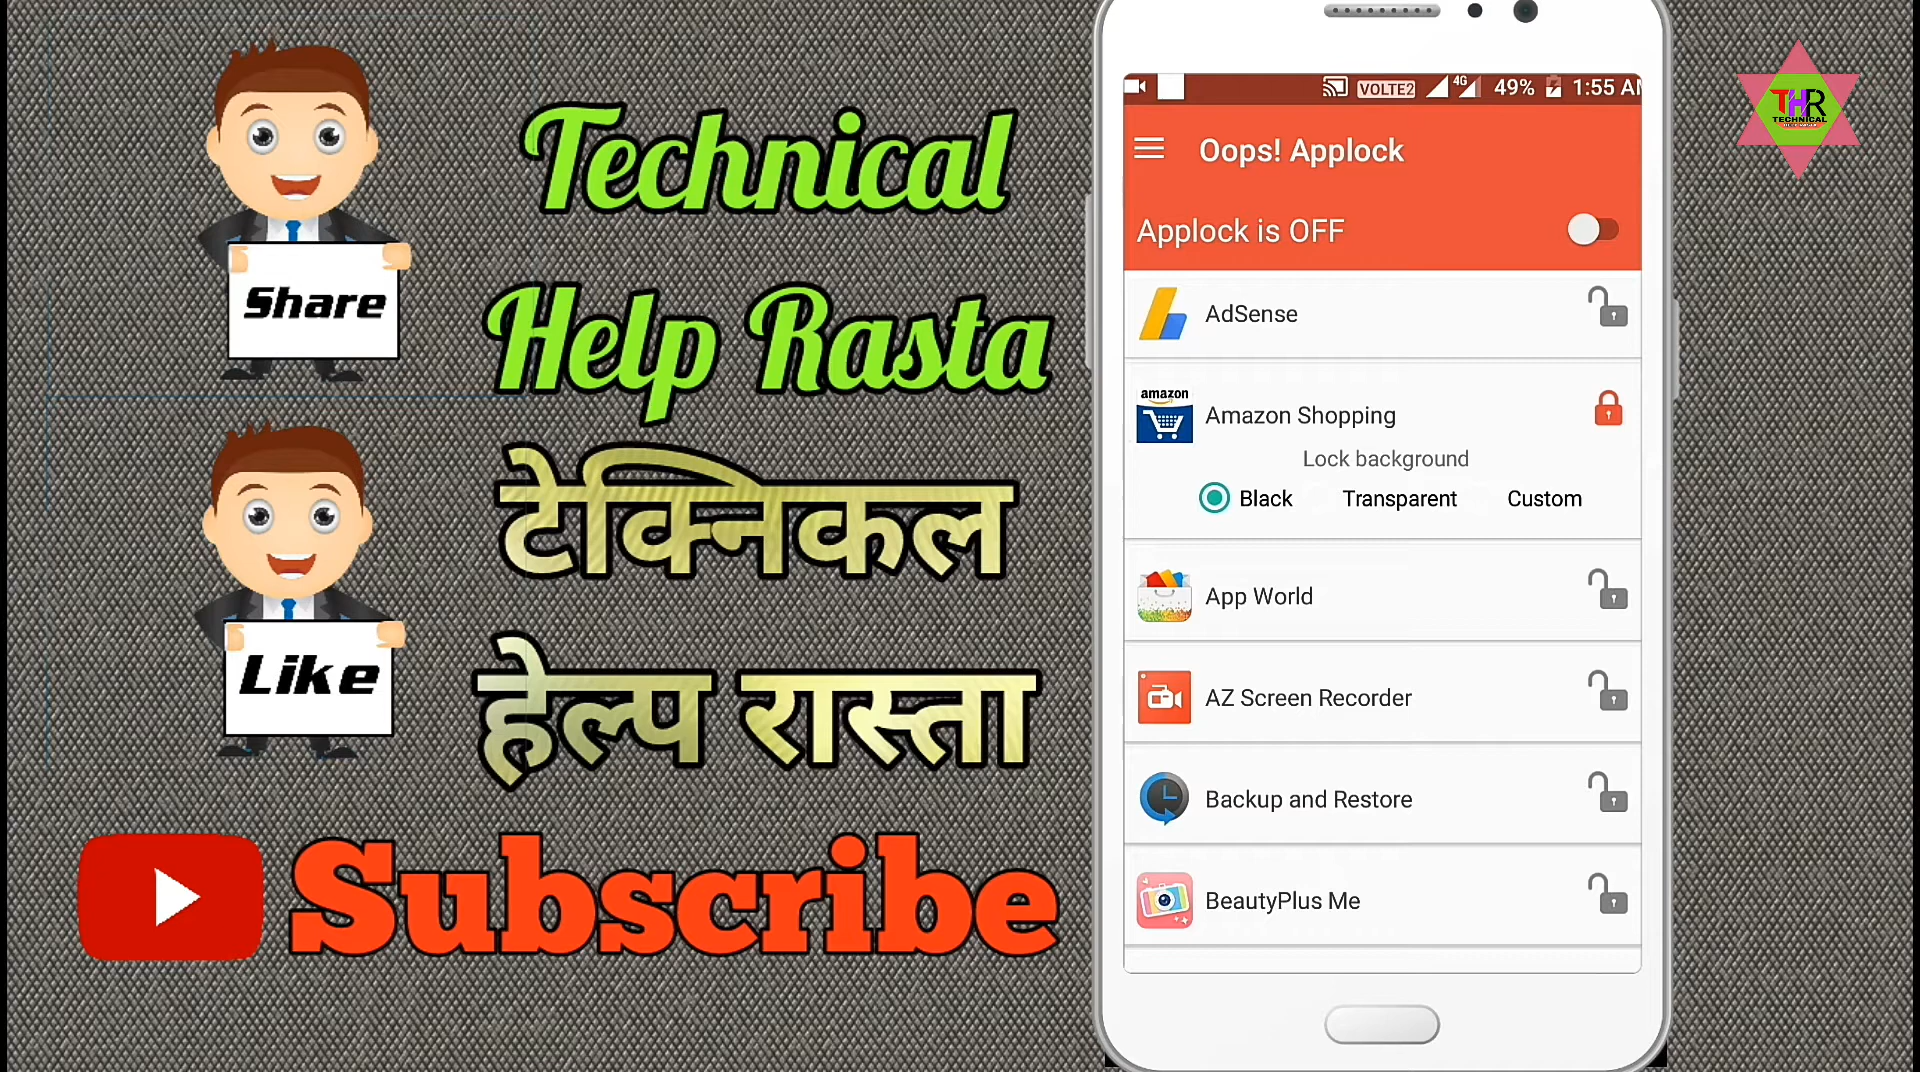 Technical
Help Rasta
टेक्निकल
हेल्प रास्ता
Share
Like
Subscribe
VOLTE2 4G 49% 1:55 AM
Oops! Applock
Applock is OFF
AdSense
amazon
Amazon Shopping
Lock background
Black Transparent Custom
App World
AZ Screen Recorder
Backup and Restore
BeautyPlus Me
THR
TECHNICAL